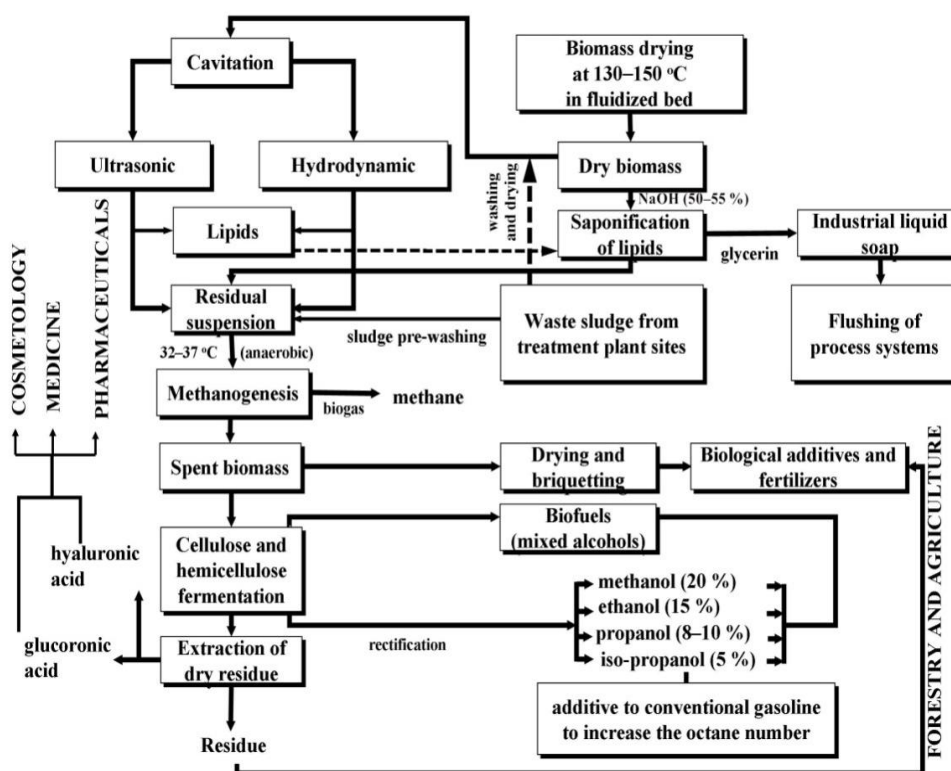 Cavitation
Biomass drying
at 130–150 ºC
in fluidized bed
Ultrasonic
Hydrodynamic
Dry biomass
washing
and drying
NaOH (50–55 %)
Lipids
Saponification
of lipids
glycerin
Industrial liquid
soap
Residual
suspension
sludge pre-washing
Waste sludge from
treatment plant sites
Flushing of
process systems
COSMETOLOGY
MEDICINE
PHARMACEUTICALS
32–37 ºC (anaerobic)
Methanogenesis
biogas
methane
Spent biomass
Drying and
briquetting
Biological additives and
fertilizers
Cellulose and
hemicellulose
fermentation
Biofuels
(mixed alcohols)
hyaluronic
acid
methanol (20 %)
ethanol (15 %)
propanol (8–10 %)
iso-propanol (5 %)
rectification
glucoronic
acid
Extraction of
dry residue
additive to conventional gasoline
to increase the octane number
Residue
FORESTRY AND AGRICULTURE